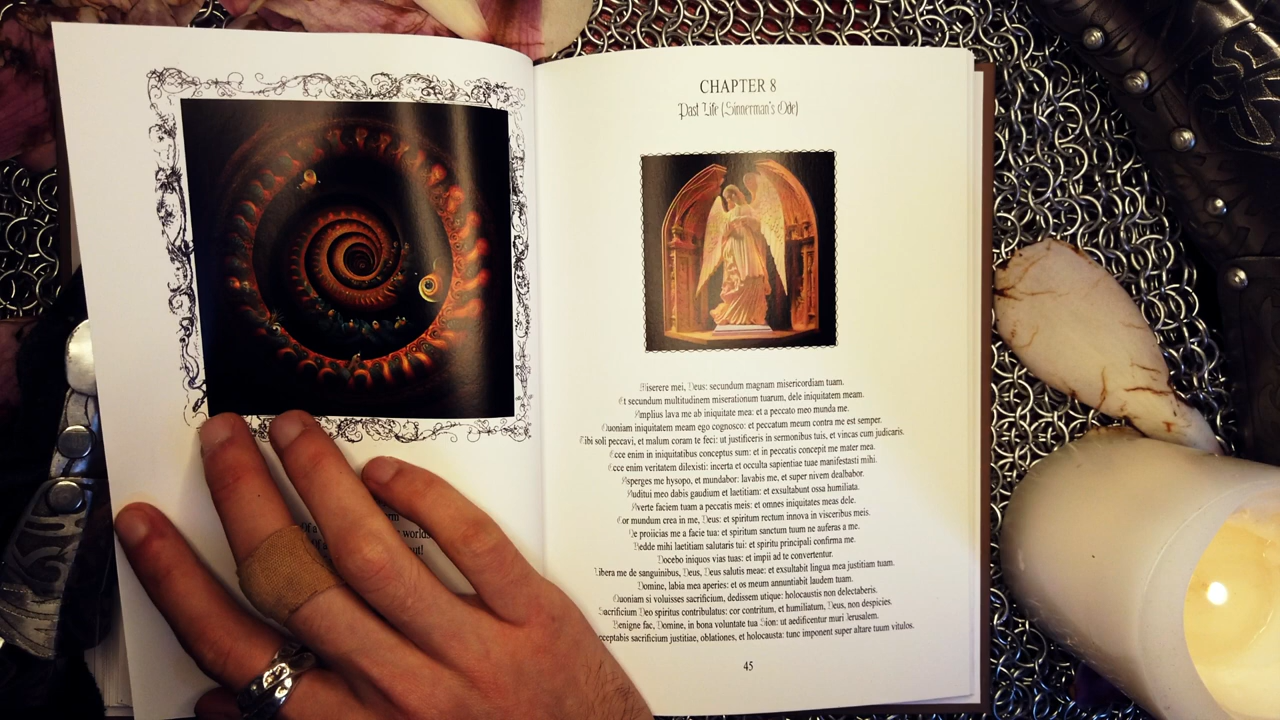 Of a
worlds
Of a
out!
CHAPTER 8
Past Life (Sinnerman's Ode)
Miserere mei, Deus: secundum magnam misericordiam tuam.
Et secundum multitudinem miserationum tuarum, dele iniquitatem meam.
Amplius lava me ab iniquitate mea: et a peccato meo munda me.
Quoniam iniquitatem meam ego cognosco: et peccatum meum contra me est semper.
Tibi soli peccavi, et malum coram te feci: ut justificeris in sermonibus tuis, et vincas cum judicaris.
Ecce enim in iniquitatibus conceptus sum: et in peccatis concepit me mater mea.
Ecce enim veritatem dilexisti: incerta et occulta sapientiae tuae manifestasti mihi.
Asperges me hysopo, et mundabor: lavabis me, et super nivem dealbabor.
Auditui meo dabis gaudium et laetitiam: et exsultabunt ossa humiliata.
Averte faciem tuam a peccatis meis: et omnes iniquitates meas dele.
Cor mundum crea in me, Deus: et spiritum rectum innova in visceribus meis.
Ne proiicias me a facie tua: et spiritum sanctum tuum ne auferas a me.
Redde mihi laetitiam salutaris tui: et spiritu principali confirma me.
Docebo iniquos vias tuas: et impii ad te convertentur.
Libera me de sanguinibus, Deus, Deus salutis meae: et exsultabit lingua mea justitiam tuam.
Domine, labia mea aperies: et os meum annuntiabit laudem tuam.
Quoniam si voluisses sacrificium, dedissem utique: holocaustis non delectaberis.
Sacrificium Deo spiritus contribulatus: cor contritum, et humiliatum, Deus, non despicies.
Benigne fac, Domine, in bona voluntate tua Sion: ut aedificentur muri Jerusalem.
cceptabis sacrificium justitiae, oblationes, et holocausta: tunc imponent super altare tuum vitulos.
45